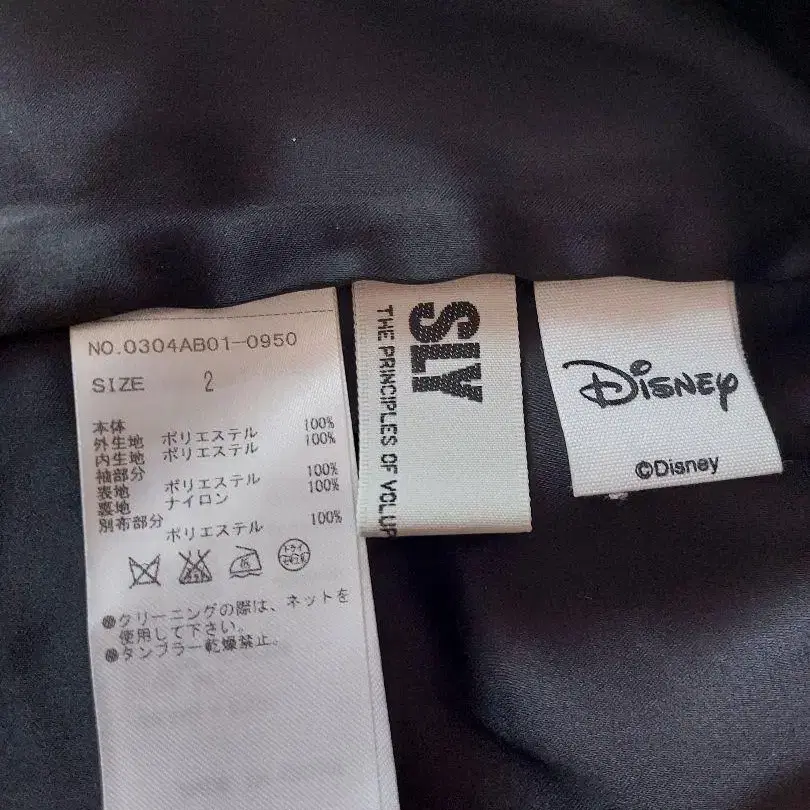 NO.0304AB01-0950
SIZE 2
本体
外生地 ポリエステル 100%
内生地 ポリエステル 100%
袖部分
表地 ポリエステル 100%
裏地 ナイロン 100%
別布部分
ポリエステル 100%
ドライ
●クリーニングの際は、ネットを
使用して下さい。
●タンブラー乾燥禁止。
SLY
THE PRINCIPLES OF VOLUP
Disney
©Disney